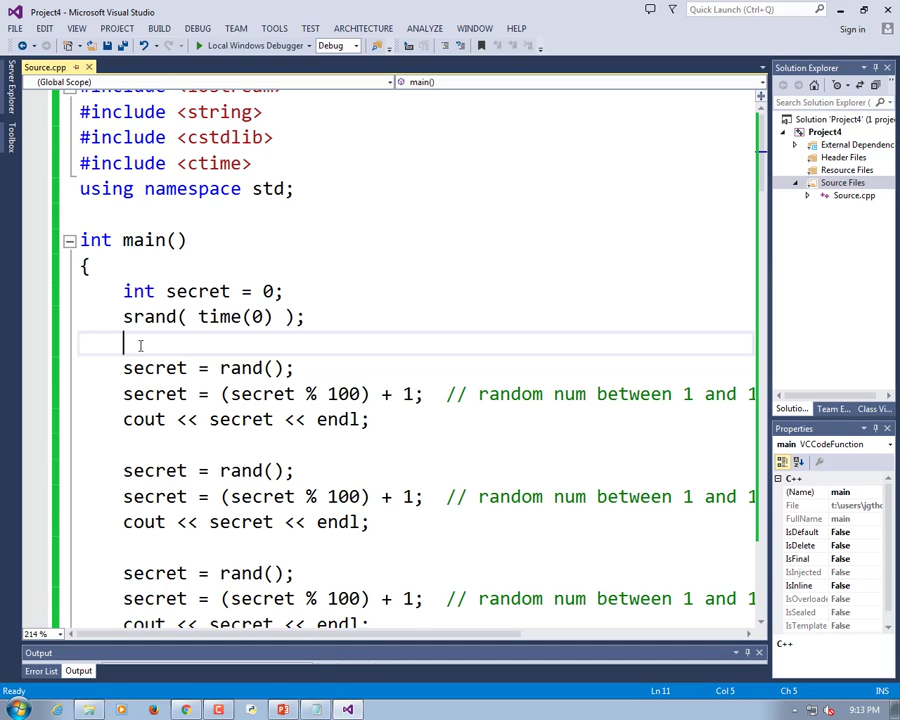 Project4 - Microsoft Visual Studio
Quick Launch (Ctrl+Q)
FILE EDIT VIEW PROJECT BUILD DEBUG TEAM TOOLS TEST ARCHITECTURE ANALYZE WINDOW HELP
Sign in
Local Windows Debugger Debug
Server Explorer
Toolbox
Source.cpp
(Global Scope) main()
#include <iostream>
#include <string>
#include <cstdlib>
#include <ctime>
using namespace std;
int main()
{
int secret = 0;
srand( time(0) );
secret = rand();
secret = (secret % 100) + 1; // random num between 1 and 1
cout << secret << endl;
secret = rand();
secret = (secret % 100) + 1; // random num between 1 and 1
cout << secret << endl;
secret = rand();
secret = (secret % 100) + 1; // random num between 1 and 1
cout << secret << endl;
214 %
Output
Error List Output
Solution Explorer
Search Solution Explorer
Solution 'Project4' (1 proje
Project4
External Dependenc
Header Files
Resource Files
Source Files
Source.cpp
Solutio... Team E... Class Vi...
Properties
main VCCodeFunction
C++
(Name) main
File t:\users\jgtho
FullName main
IsDefault False
IsDelete False
IsFinal False
IsInjected False
IsInline False
IsOverloade False
IsSealed False
IsTemplate False
C++
Ready Ln 11 Col 5 Ch 5 INS
9:13 PM